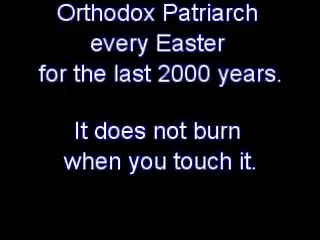 Orthodox Patriarch
every Easter
for the last 2000 years.
It does not burn
when you touch it.